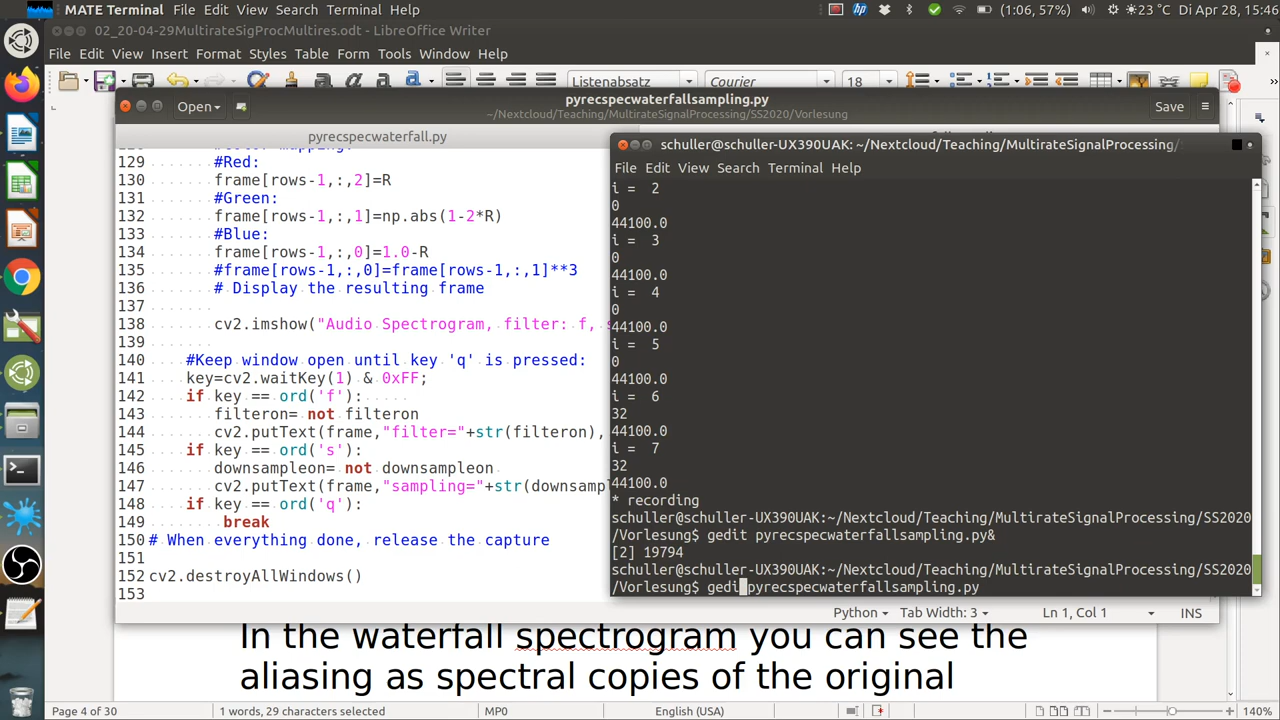 MATE Terminal File Edit View Search Terminal Help
(1:06, 57%) 23 °C Di Apr 28, 15:46
02_20-04-29MultirateSigProcMultires.odt - LibreOffice Writer
File Edit View Insert Format Styles Table Form Tools Window Help
Listenabsatz Courier 18
Open
pyrecspecwaterfallsampling.py
~/Nextcloud/Teaching/MultirateSignalProcessing/SS2020/Vorlesung
Save
pyrecspecwaterfall.py
129 #Red:
130 frame[rows-1,:,2]=R
131 #Green:
132 frame[rows-1,:,1]=np.abs(1-2*R)
133 #Blue:
134 frame[rows-1,:,0]=1.0-R
135 #frame[rows-1,:,0]=frame[rows-1,:,1]**3
136 # Display the resulting frame
137
138 cv2.imshow("Audio Spectrogram, filter: f,
139
140 #Keep window open until key 'q' is pressed:
141 key=cv2.waitKey(1) & 0xFF;
142 if key == ord('f'):
143 filteron= not filteron
144 cv2.putText(frame,"filter="+str(filteron),
145 if key == ord('s'):
146 downsampleon= not downsampleon
147 cv2.putText(frame,"sampling="+str(downsamp
148 if key == ord('q'):
149 break
150 # When everything done, release the capture
151
152 cv2.destroyAllWindows()
153
schuller@schuller-UX390UAK: ~/Nextcloud/Teaching/MultirateSignalProcessing/
File Edit View Search Terminal Help
i = 2
0
44100.0
i = 3
0
44100.0
i = 4
0
44100.0
i = 5
0
44100.0
i = 6
32
44100.0
i = 7
32
44100.0
* recording
schuller@schuller-UX390UAK:~/Nextcloud/Teaching/MultirateSignalProcessing/SS2020
/Vorlesung$ gedit pyrecspecwaterfallsampling.py&
[2] 19794
schuller@schuller-UX390UAK:~/Nextcloud/Teaching/MultirateSignalProcessing/SS2020
/Vorlesung$ gedipyrecspecwaterfallsampling.py
Python Tab Width: 3 Ln 1, Col 1 INS
In the waterfall spectrogram you can see the
aliasing as spectral copies of the original
Page 4 of 30 1 words, 29 characters selected MP0 English (USA) 140%